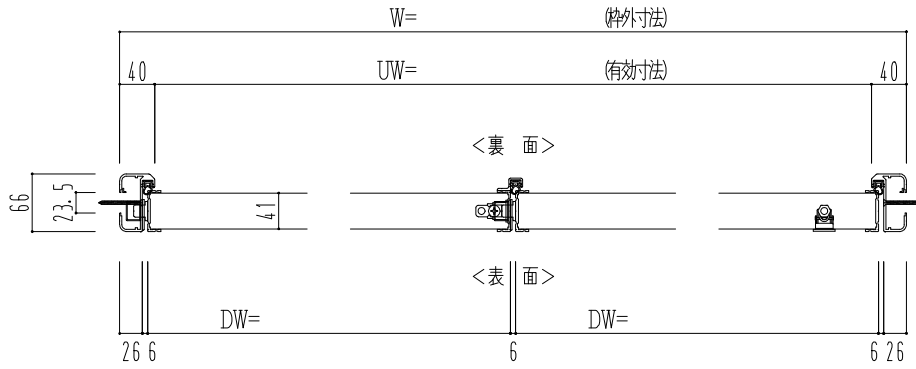 W= (枠外寸法)
40 UW= (有効寸法) 40
<裏 面>
66 23.5 41
<表 面>
DW= DW=
26 6 6 6 26